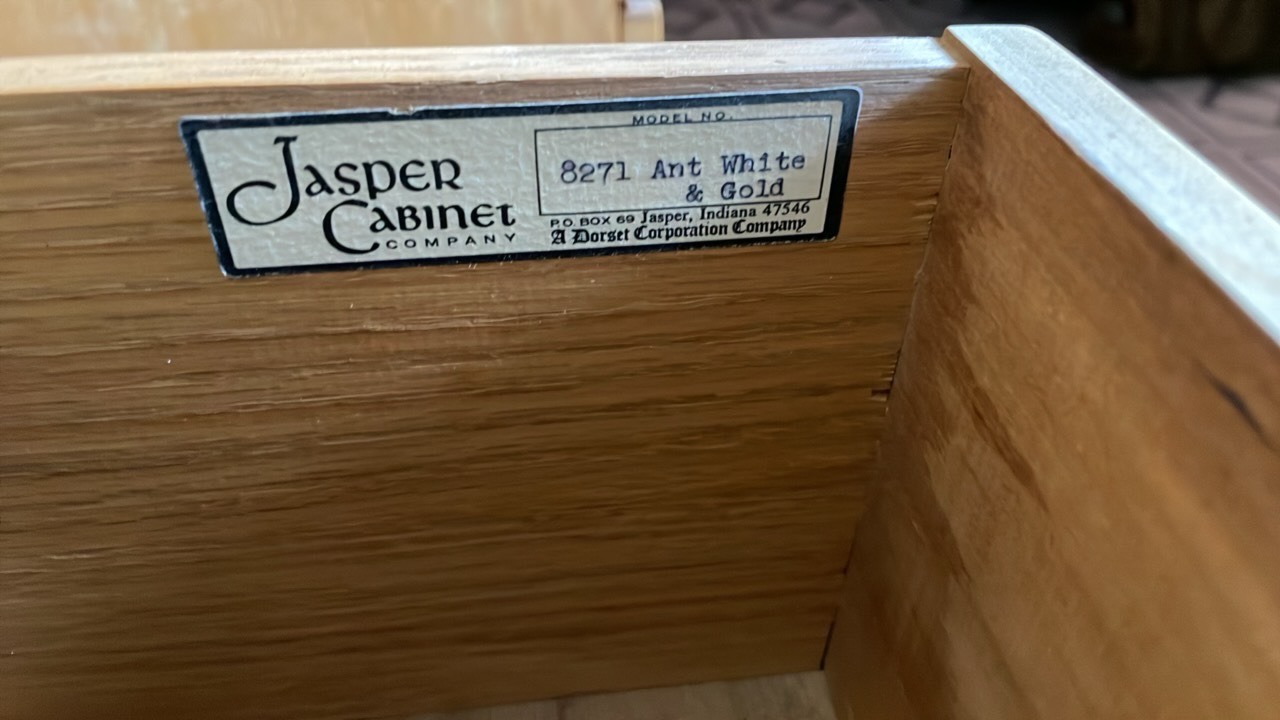 Jasper
Cabinet
COMPANY
MODEL NO.
8271 Ant White
& Gold
P.O. BOX 69 Jasper, Indiana 47546
A Dorset Corporation Company